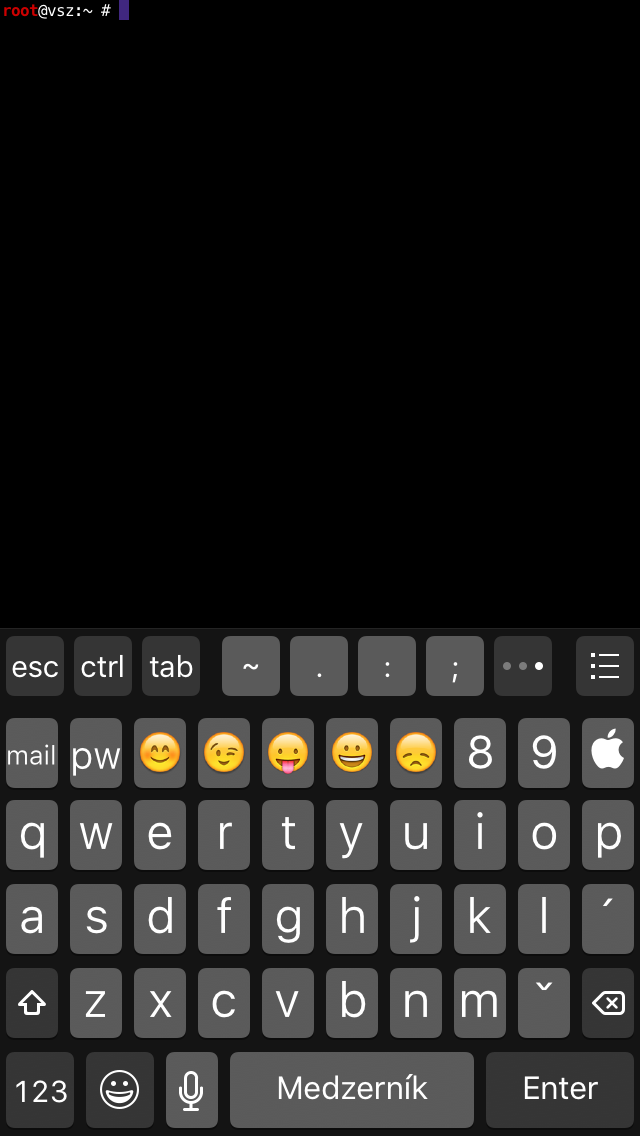 root@vsz:~ #
esc ctrl tab ~ . : ;
mail pw 😊 😉 😛 😀 😞 8 9
q w e r t y u i o p
a s d f g h j k l ´
z x c v b n m ˇ
123 Medzerník Enter